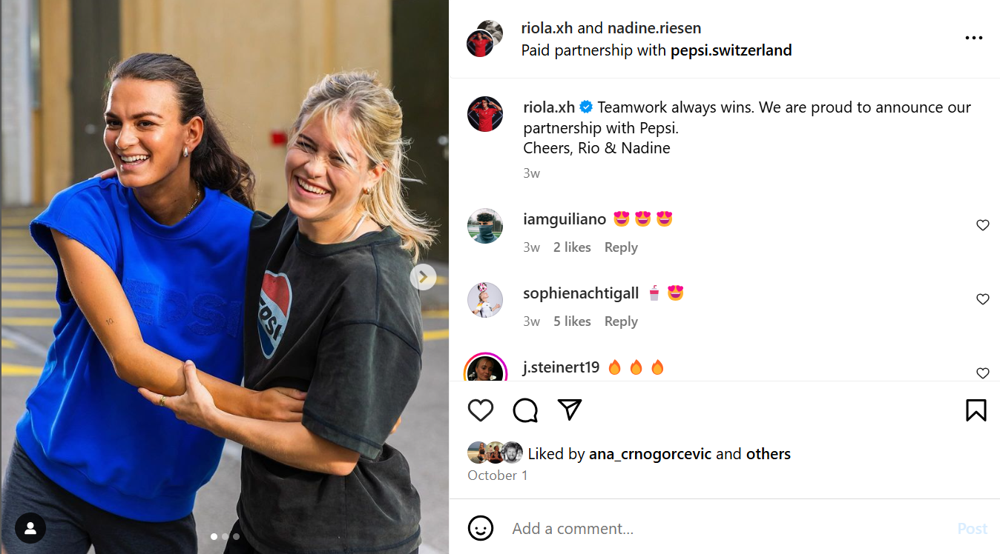 PEPSI
10.
EPSI
riola.xh and nadine.riesen
Paid partnership with pepsi.switzerland
riola.xh Teamwork always wins. We are proud to announce our
partnership with Pepsi.
Cheers, Rio & Nadine
3w
iamguiliano 😍😍😍
3w 2 likes Reply
sophienachtigall 🥤😍
3w 5 likes Reply
j.steinert19 🔥🔥🔥
Liked by ana_crnogorcevic and others
October 1
Add a comment...
Post